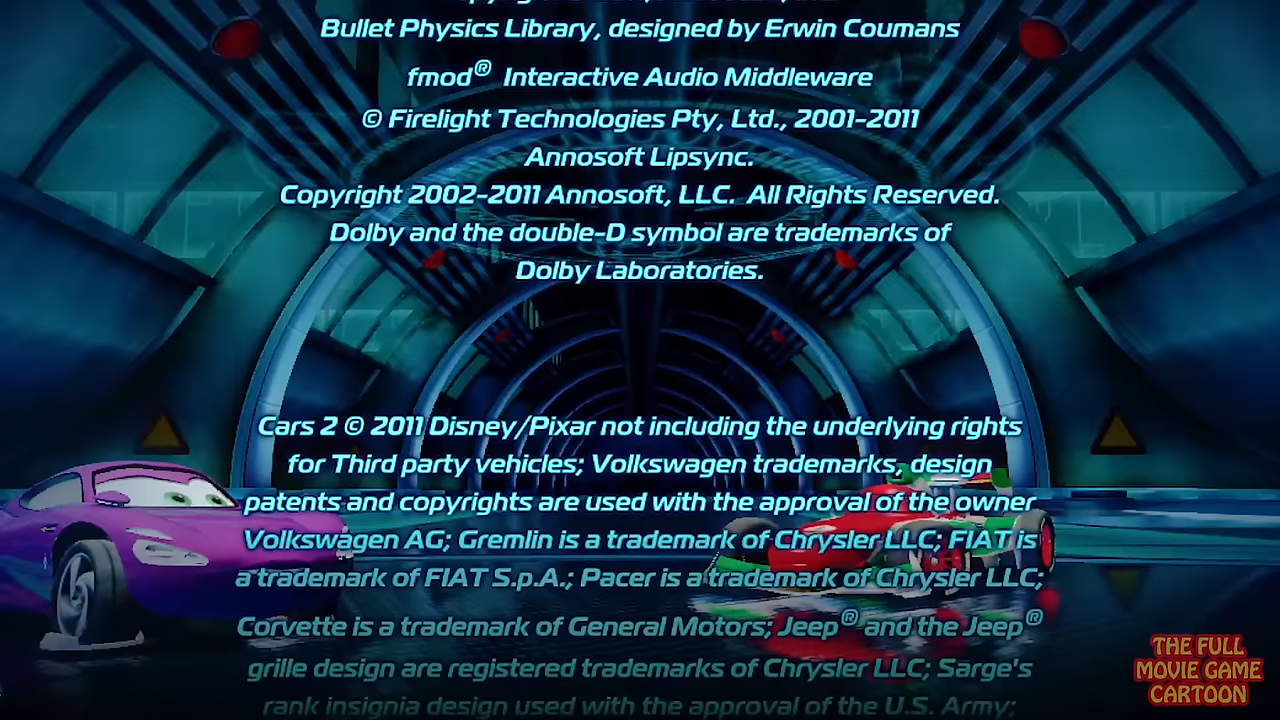 Bullet Physics Library, designed by Erwin Coumans
fmod® Interactive Audio Middleware
© Firelight Technologies Pty, Ltd., 2001-2011
Annosoft Lipsync.
Copyright 2002-2011 Annosoft, LLC. All Rights Reserved.
Dolby and the double-D symbol are trademarks of
Dolby Laboratories.
Cars 2 © 2011 Disney/Pixar not including the underlying rights
for Third party vehicles; Volkswagen trademarks, design
patents and copyrights are used with the approval of the owner
Volkswagen AG; Gremlin is a trademark of Chrysler LLC; FIAT is
a trademark of FIAT S.p.A.; Pacer is a trademark of Chrysler LLC;
Corvette is a trademark of General Motors; Jeep® and the Jeep®
grille design are registered trademarks of Chrysler LLC; Sarge's
rank insignia design used with the approval of the U.S. Army;
THE FULL
MOVIE GAME
CARTOON